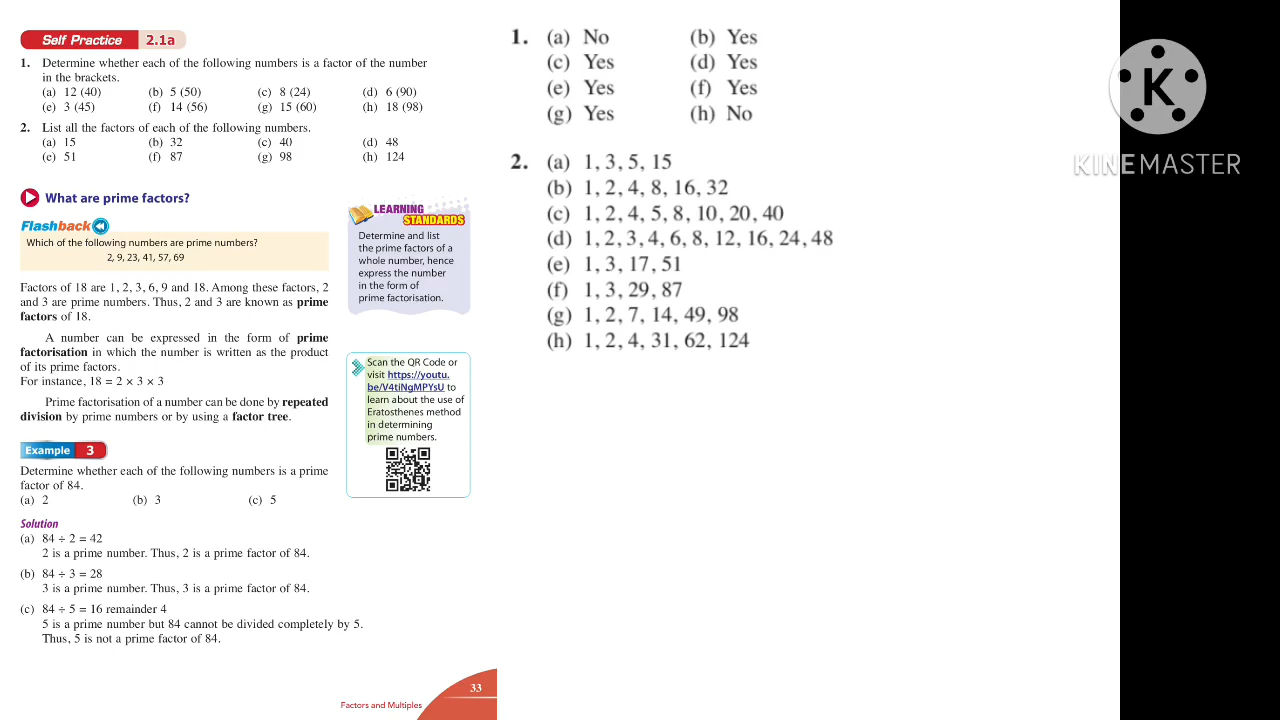 Self Practice 2.1a
1. Determine whether each of the following numbers is a factor of the number
in the brackets.
(a) 12 (40) (b) 5 (50) (c) 8 (24) (d) 6 (90)
(e) 3 (45) (f) 14 (56) (g) 15 (60) (h) 18 (98)
2. List all the factors of each of the following numbers.
(a) 15 (b) 32 (c) 40 (d) 48
(e) 51 (f) 87 (g) 98 (h) 124
What are prime factors?
Flashback
Which of the following numbers are prime numbers?
2, 9, 23, 41, 57, 69
Factors of 18 are 1, 2, 3, 6, 9 and 18. Among these factors, 2
and 3 are prime numbers. Thus, 2 and 3 are known as prime
factors of 18.
A number can be expressed in the form of prime
factorisation in which the number is written as the product
of its prime factors.
For instance, 18 = 2 × 3 × 3
Prime factorisation of a number can be done by repeated
division by prime numbers or by using a factor tree.
LEARNING
STANDARDS
Determine and list
the prime factors of a
whole number, hence
express the number
in the form of
prime factorisation.
Scan the QR Code or
visit https://youtu.
be/V4tiNgMPYsU to
learn about the use of
Eratosthenes method
in determining
prime numbers.
Example 3
Determine whether each of the following numbers is a prime
factor of 84.
(a) 2 (b) 3 (c) 5
Solution
(a) 84 ÷ 2 = 42
2 is a prime number. Thus, 2 is a prime factor of 84.
(b) 84 ÷ 3 = 28
3 is a prime number. Thus, 3 is a prime factor of 84.
(c) 84 ÷ 5 = 16 remainder 4
5 is a prime number but 84 cannot be divided completely by 5.
Thus, 5 is not a prime factor of 84.
33
Factors and Multiples
1. (a) No (b) Yes
(c) Yes (d) Yes
(e) Yes (f) Yes
(g) Yes (h) No
2. (a) 1, 3, 5, 15
(b) 1, 2, 4, 8, 16, 32
(c) 1, 2, 4, 5, 8, 10, 20, 40
(d) 1, 2, 3, 4, 6, 8, 12, 16, 24, 48
(e) 1, 3, 17, 51
(f) 1, 3, 29, 87
(g) 1, 2, 7, 14, 49, 98
(h) 1, 2, 4, 31, 62, 124
K
KINEMASTER